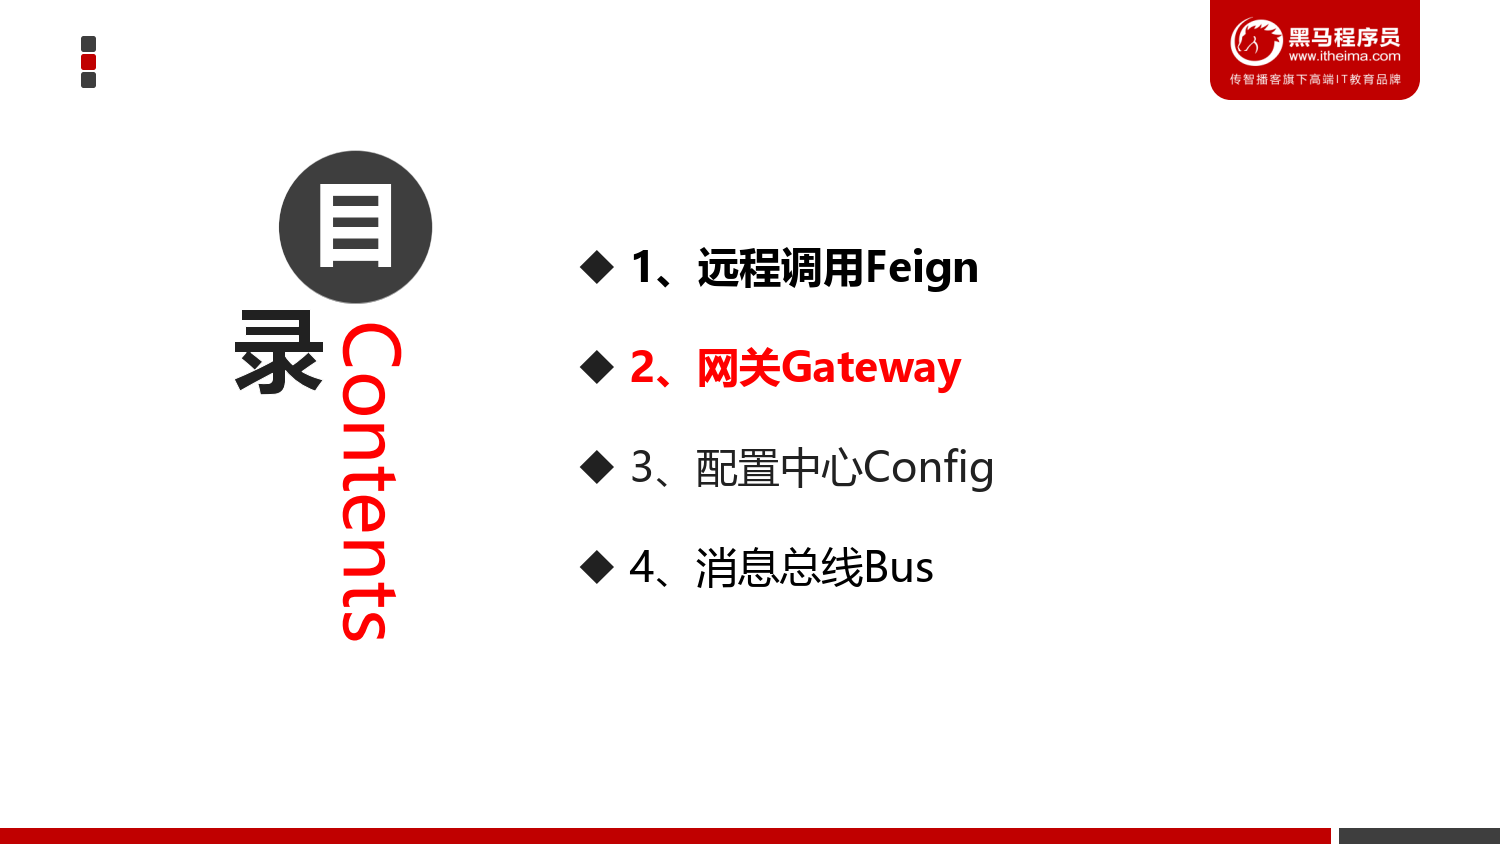 黑马程序员
www.itheima.com
传智播客旗下高端IT教育品牌
目
录
Contents
1、远程调用Feign
2、网关Gateway
3、配置中心Config
4、消息总线Bus